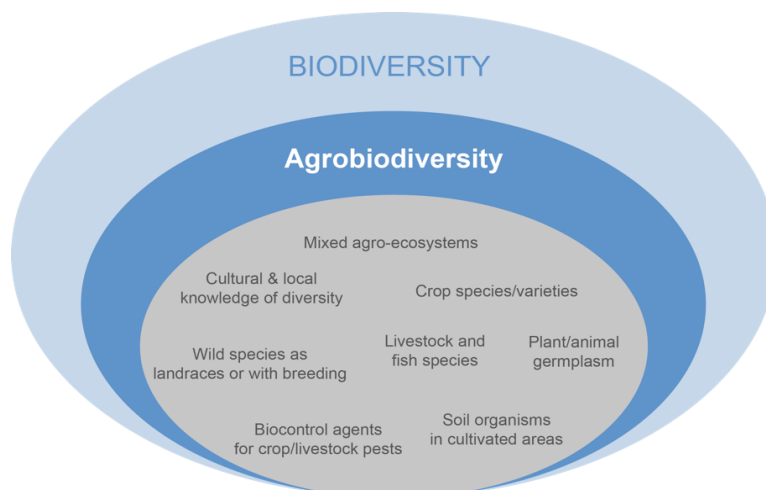 BIODIVERSITY
Agrobiodiversity
Mixed agro-ecosystems
Cultural & local
knowledge of diversity
Crop species/varieties
Wild species as
landraces or with breeding
Livestock and
fish species
Plant/animal
germplasm
Biocontrol agents
for crop/livestock pests
Soil organisms
in cultivated areas